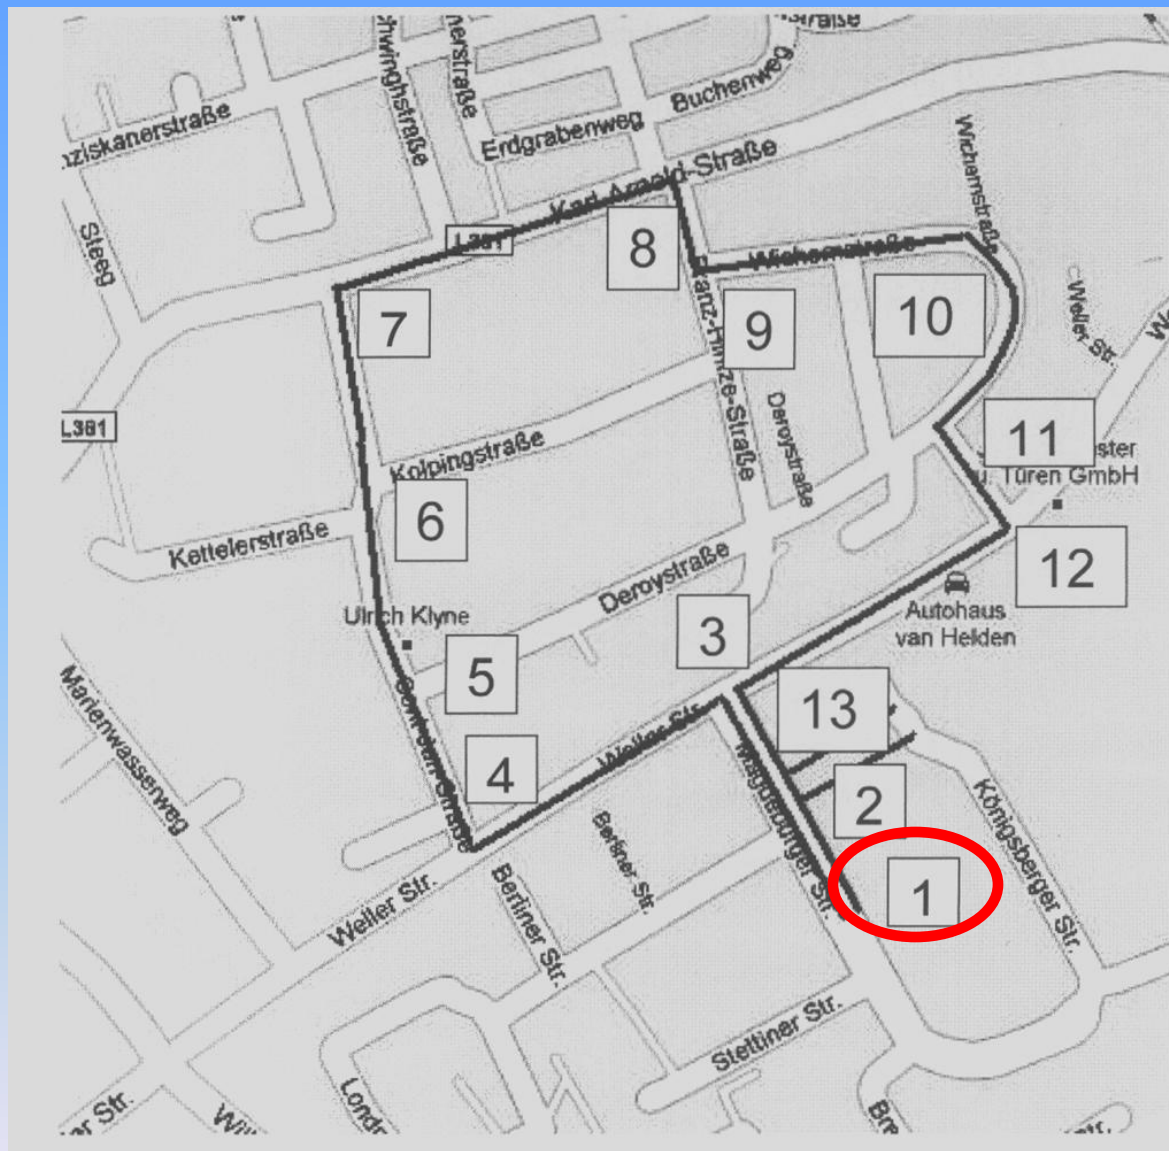 Buchenweg
Erdgrabenweg
Karl-Arnold-Straße
Wichernstraße
Steeg
L381
8
Wichernstraße
7
9
10
Weller Str.
Franz-Hintze-Straße
L381
Deroystraße
11
Kolpingstraße
u. Türen GmbH
6
Kettelerstraße
12
Deroystraße
Ulrich Klyne
3
Autohaus
van Helden
5
Marienwasserweg
13
Weller Str.
4
Magdeburger Str.
2
Königsberger Str.
Berliner Str.
1
Weller Str.
Berliner Str.
Stettiner Str.